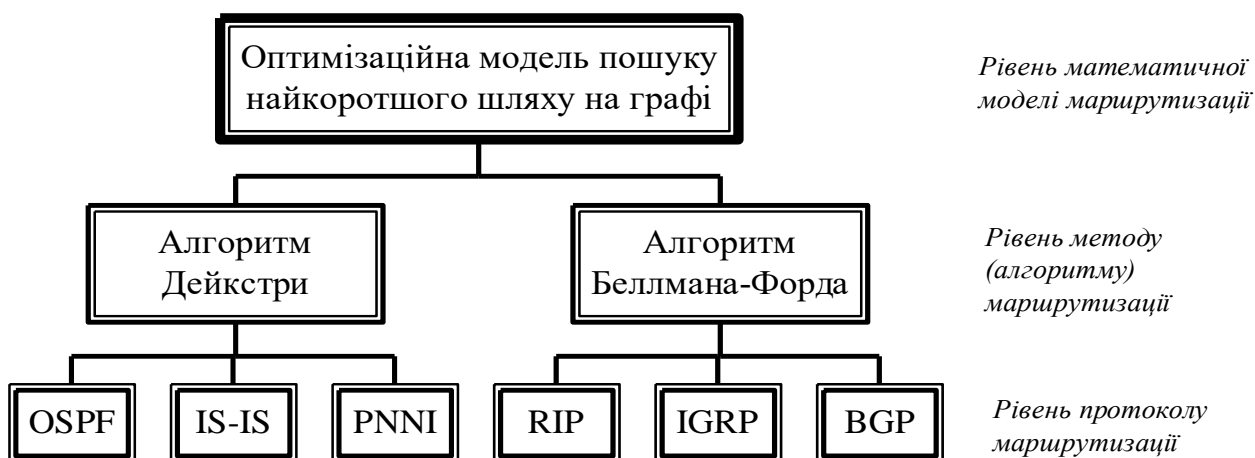 Оптимізаційна модель пошуку
найкоротшого шляху на графі
Рівень математичної
моделі маршрутизації
Алгоритм
Дейкстри
Алгоритм
Беллмана-Форда
Рівень методу
(алгоритму)
маршрутизації
OSPF
IS-IS
PNNI
RIP
IGRP
BGP
Рівень протоколу
маршрутизації